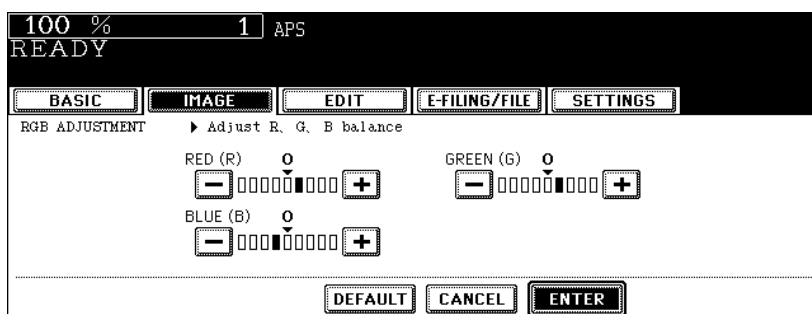 100 % 1 APS
READY
BASIC IMAGE EDIT E-FILING/FILE SETTINGS
RGB ADJUSTMENT ▶ Adjust R, G, B balance
RED (R) 0 GREEN (G) 0
− + − +
BLUE (B) 0
− +
DEFAULT CANCEL ENTER